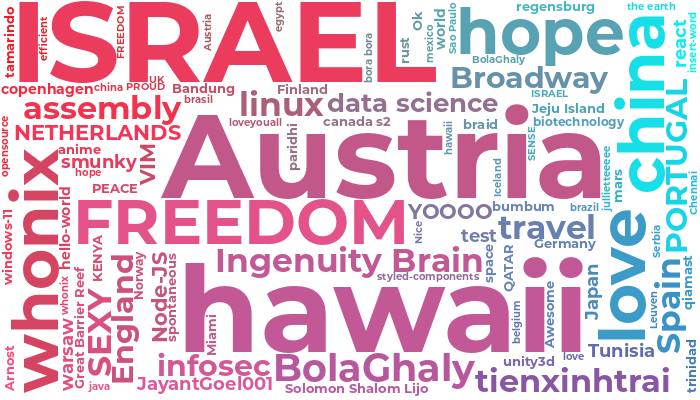 ISRAEL
tamarindo
efficient
FREEDOM
Austria
egypt
bora bora
rust
Ok
mexico
world
Sao Paulo
hope
regensburg
the earth
react
insert-word
BolaGhaly
Broadway
china
copenhagen
china
UK
PROUD
Bandung
Finland
brasil
assembly
linux
data science
ISRAEL
Jeju Island
biotechnology
NETHERLANDS
loveyouall
canada s2
braid
opensource
anime
smunky
hope
VIM
PEACE
paridhi
Austria
hawaii
SENSE
Iceland
PORTUGAL
Chennai
mars
jullietteeeee
whonix
windows-11
hello-world
FREEDOM
YOOOO
bumbum
brazil
Nice
test
travel
Germany
love
Serbia
KENYA
Norway
Node-JS
spontaneous
Ingenuity Brain
styled-components
space
QATAR
whonix
Great Barrier Reef
warsaw
SEXY
England
hawaii
Miami
belgium
Awesome
Japan
Leuven
Spain
qiamast
Arnost
java
infosec
BolaGhaly
unity3d
love
Tunisia
trinidad
JayantGoel001
Solomon Shalom Lijo
tienxinhtrai